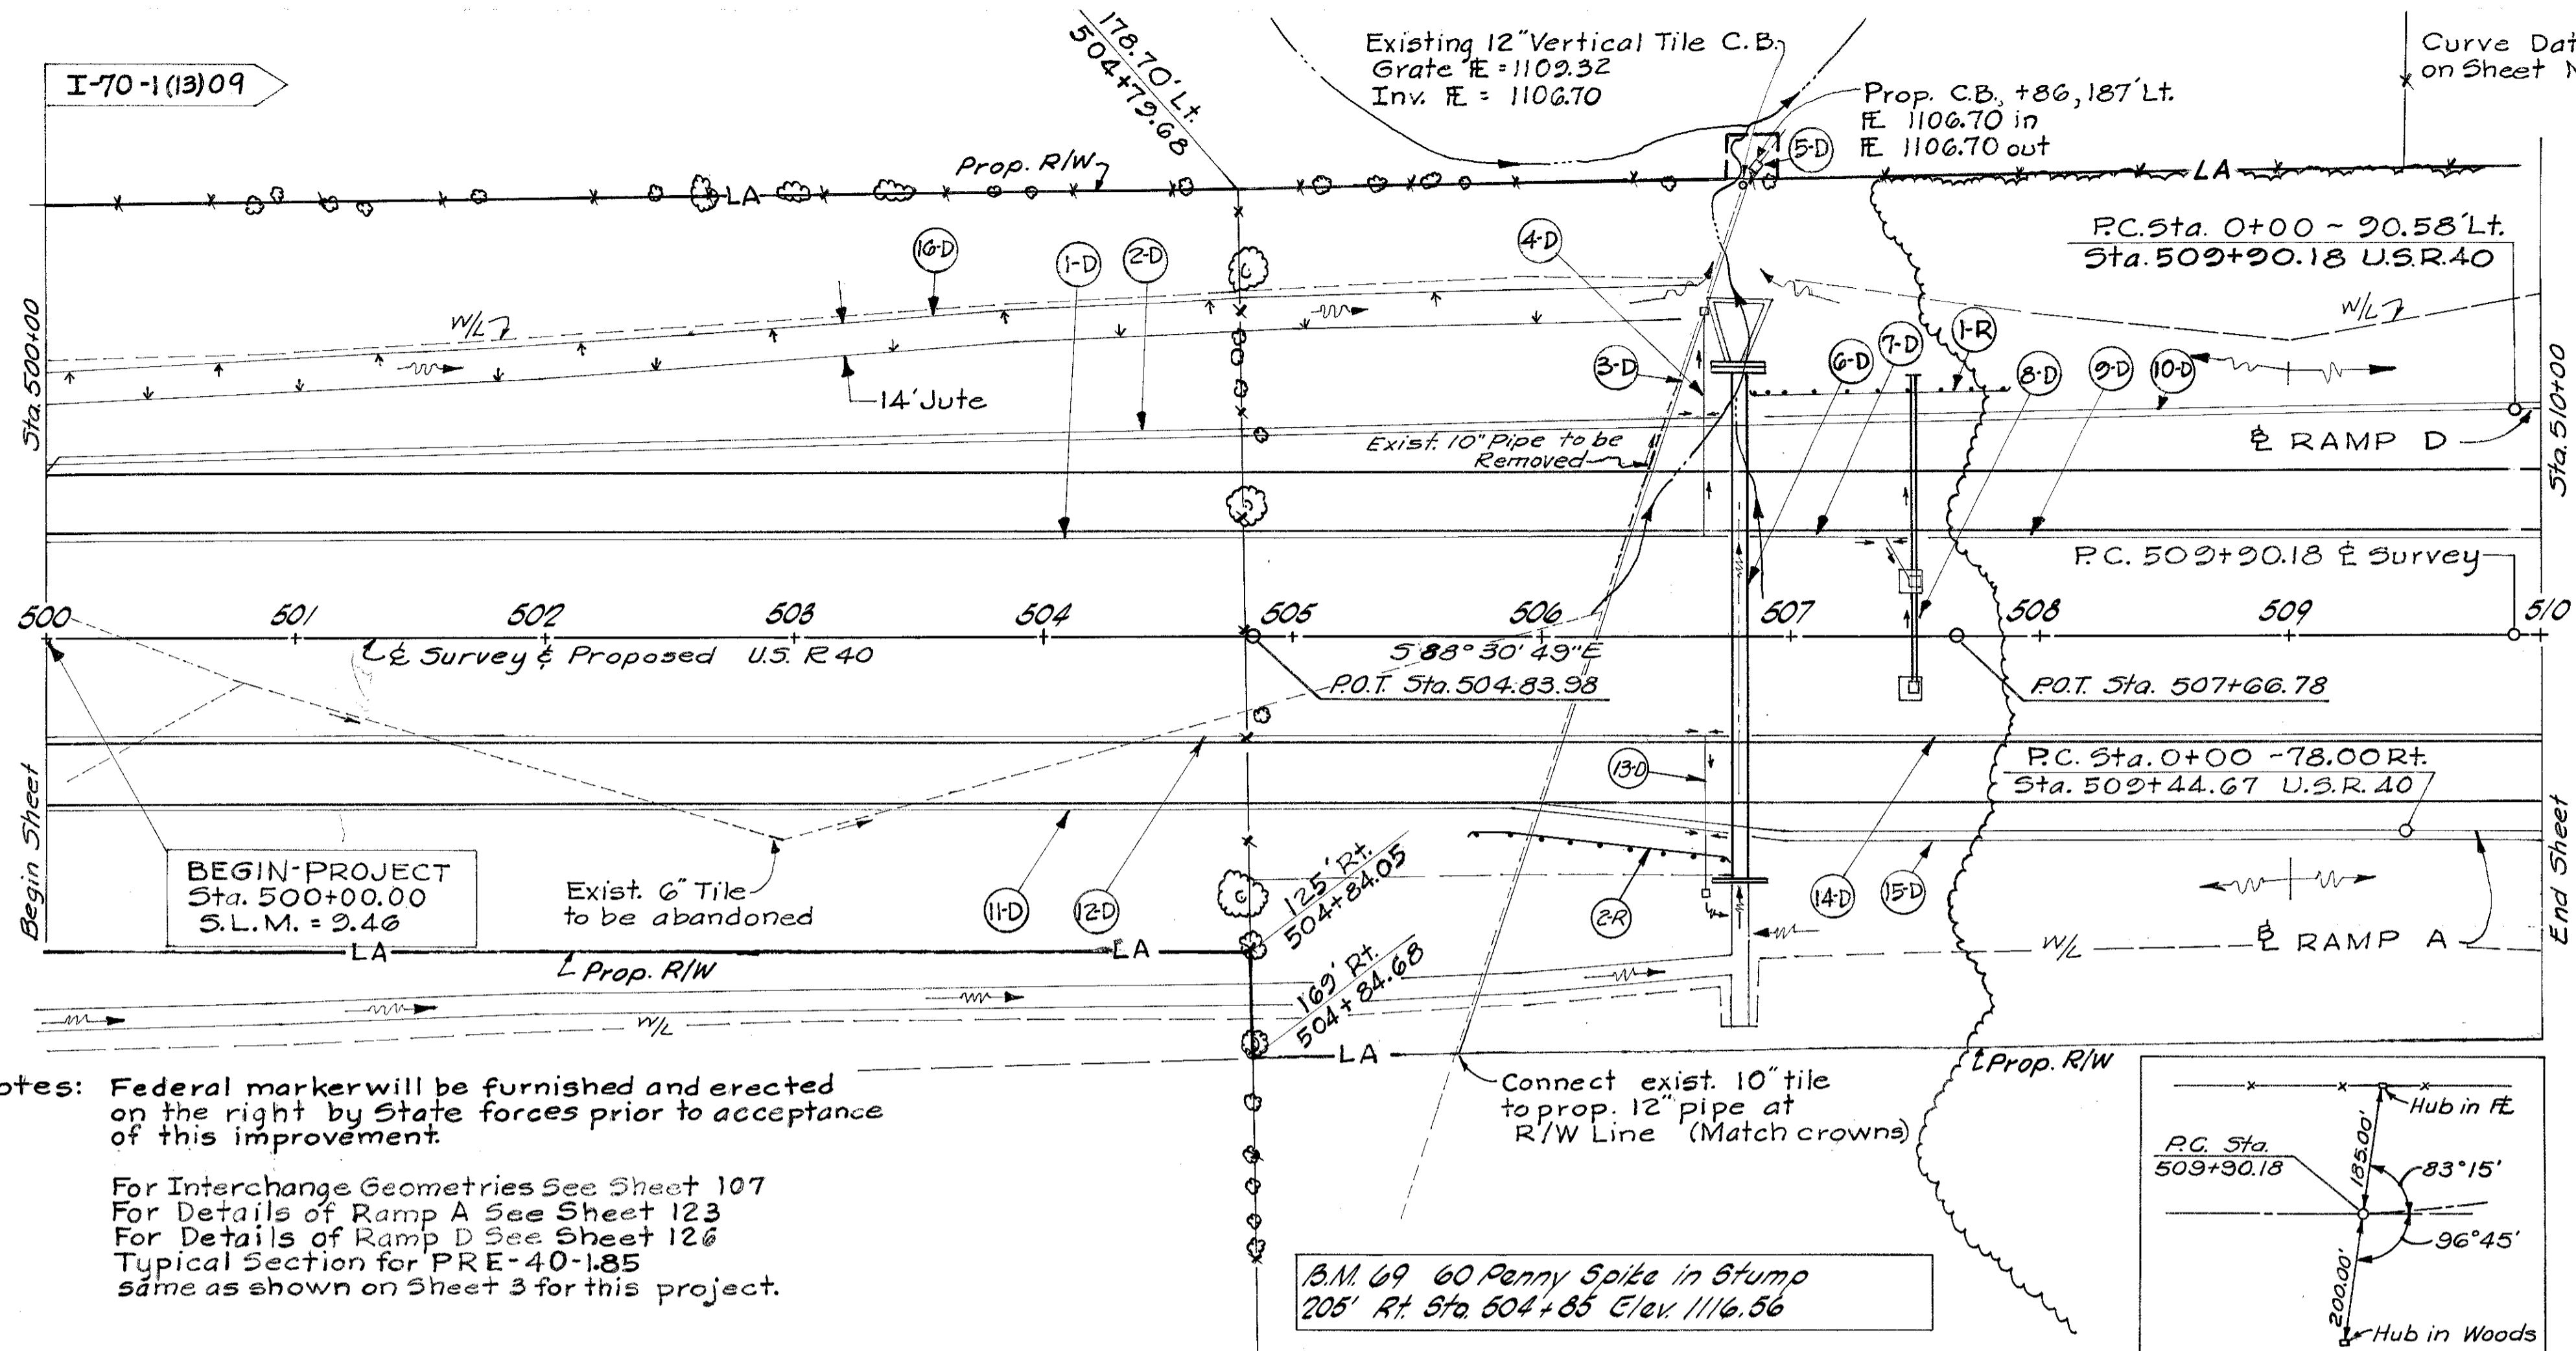 I-70-1(13)09
178.70' Lt.
504+79.68
Existing 12" Vertical Tile C.B.
Grate FE = 1109.32
Inv. FE = 1106.70
Prop. C.B., +86, 187' Lt.
FE 1106.70 in
FE 1106.70 out
Curve Dat
on Sheet N
Prop. R/W
LA
LA
5-D
4-D
16-D
1-D
2-D
P.C. Sta. 0+00 ~ 90.58' Lt.
Sta. 509+90.18 U.S.R. 40
W/L
W/L
Sta. 500+00
14' Jute
3-D
6-D
7-D
1-R
8-D
9-D
10-D
Sta. 510+00
Exist. 10" Pipe to be
Removed
℄ RAMP D
P.C. 509+90.18 ℄ Survey
500 501 502 503 504 505 506 507 508 509 510
℄ Survey & Proposed U.S. R 40
S 88° 30' 49" E
P.O.T. Sta. 504.83.98
P.O.T. Sta. 507+66.78
13-D
P.C. Sta. 0+00 -78.00 Rt.
Sta. 509+44.67 U.S.R. 40
Begin Sheet
End Sheet
BEGIN-PROJECT
Sta. 500+00.00
S.L.M. = 9.46
Exist. 6" Tile
to be abandoned
11-D
12-D
125' Rt.
504+84.05
2-R
14-D
15-D
LA
LA
℄ RAMP A
W/L
Prop. R/W
169' Rt.
504+84.68
W/L
LA
Prop. R/W
Connect exist. 10" tile
to prop. 12" pipe at
R/W Line (Match crowns)
otes: Federal marker will be furnished and erected
on the right by State forces prior to acceptance
of this improvement.
For Interchange Geometries See Sheet 107
For Details of Ramp A See Sheet 123
For Details of Ramp D See Sheet 126
Typical Section for PRE-40-1.85
same as shown on Sheet 3 for this project.
B.M. 69 60 Penny Spike in Stump
205' Rt. Sta. 504+85 Elev. 1116.56
Hub in FE
P.C. Sta.
509+90.18
185.00'
83°15'
96°45'
200.00'
Hub in Woods